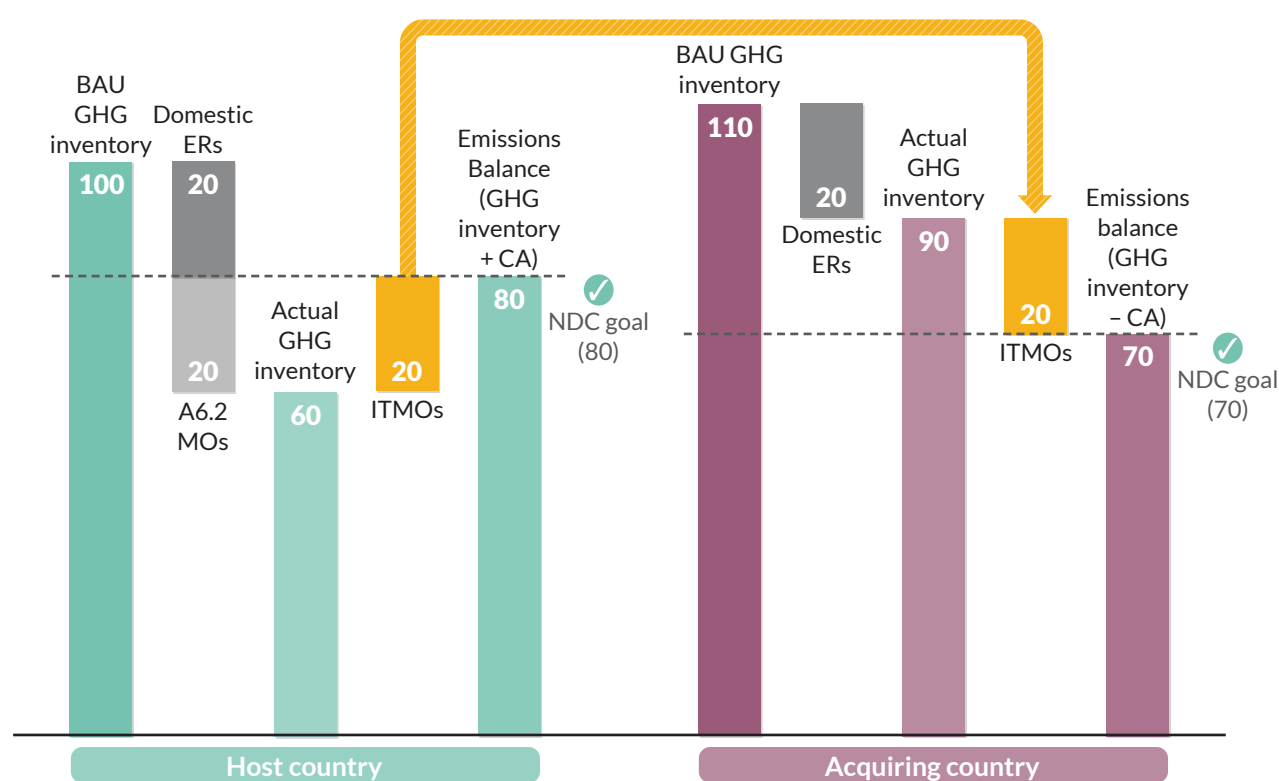 BAU
GHG
inventory
100
Domestic
ERs
20
20
A6.2
MOs
Actual
GHG
inventory
60
20
ITMOs
Emissions
Balance
(GHG
inventory
+ CA)
80
NDC goal
(80)
BAU GHG
inventory
110
20
Domestic
ERs
Actual
GHG
inventory
90
20
ITMOs
Emissions
balance
(GHG
inventory
– CA)
70
NDC goal
(70)
Host country
Acquiring country